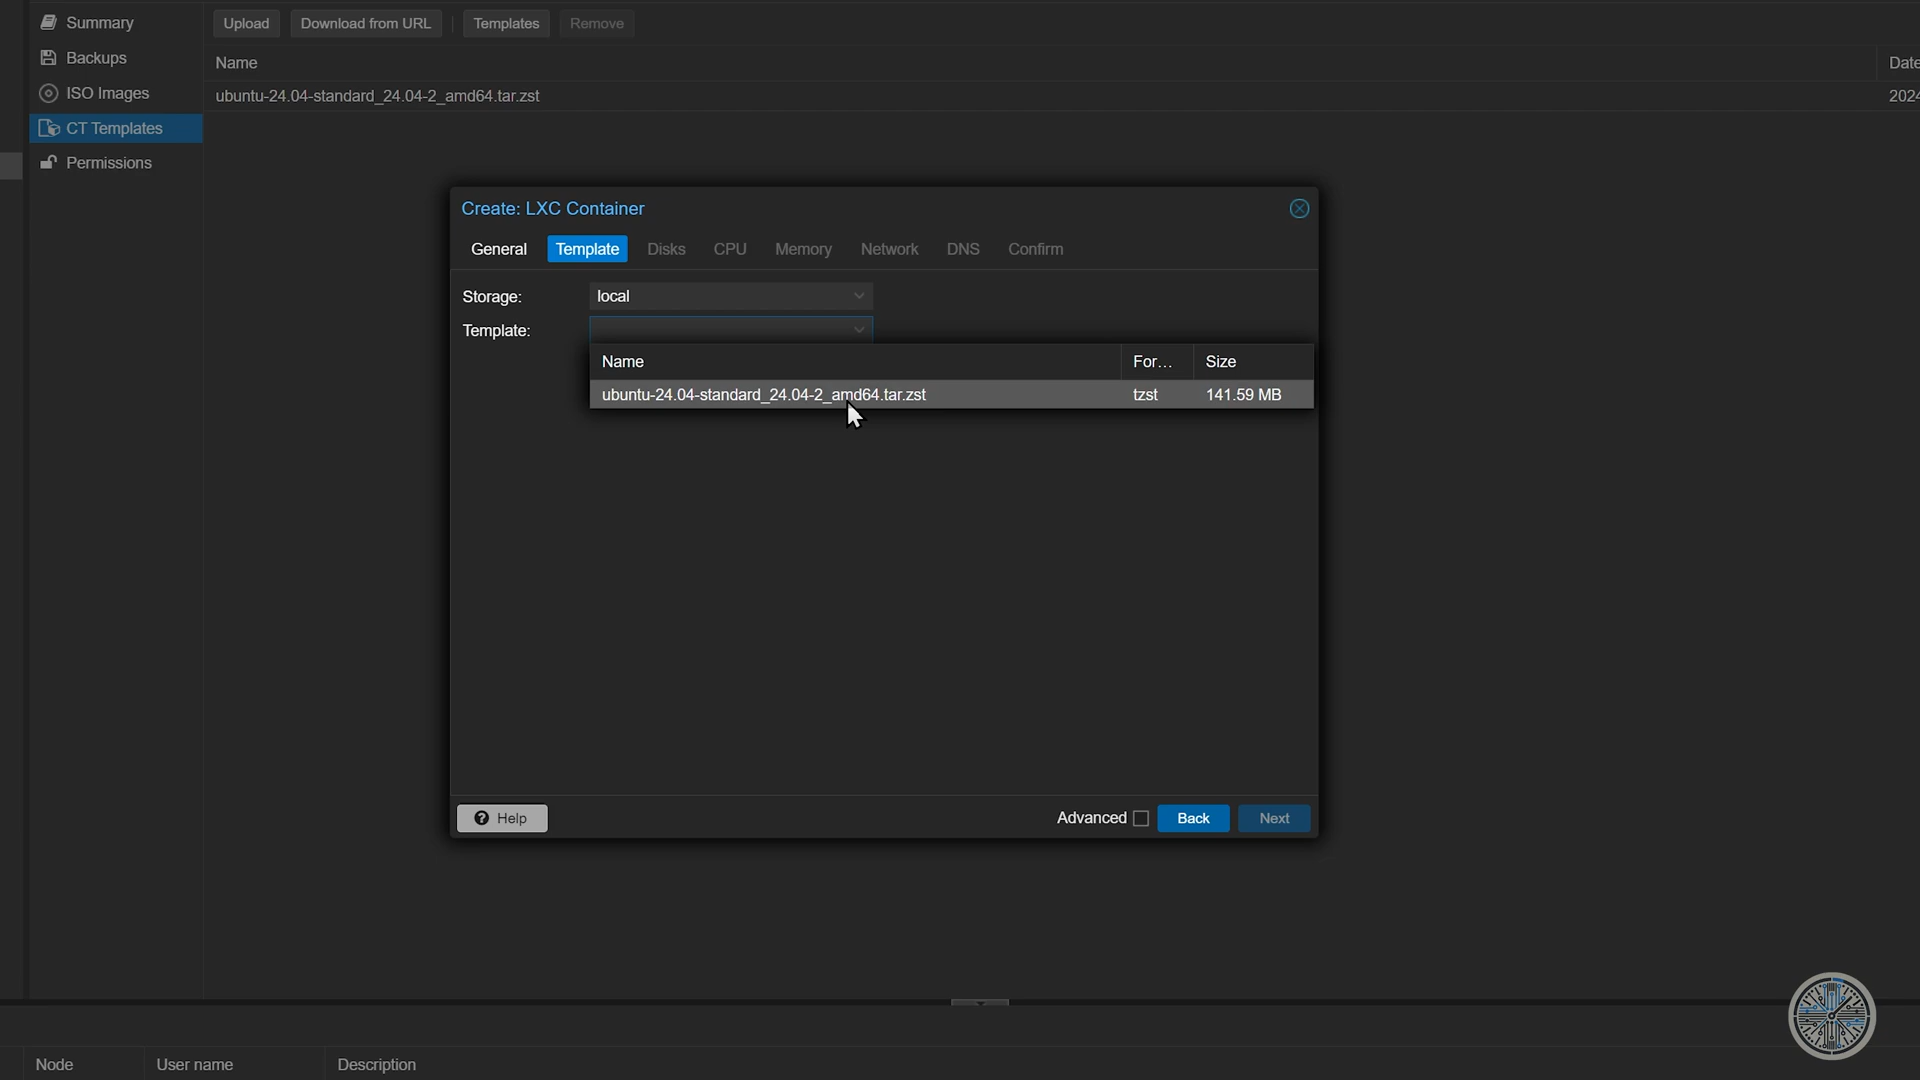 Summary
Backups
ISO Images
CT Templates
Permissions
Upload Download from URL Templates Remove
Name Date
ubuntu-24.04-standard_24.04-2_amd64.tar.zst 2024
Create: LXC Container
General Template Disks CPU Memory Network DNS Confirm
Storage: local
Template:
Name For... Size
ubuntu-24.04-standard_24.04-2_amd64.tar.zst tzst 141.59 MB
Help Advanced Back Next
Node User name Description